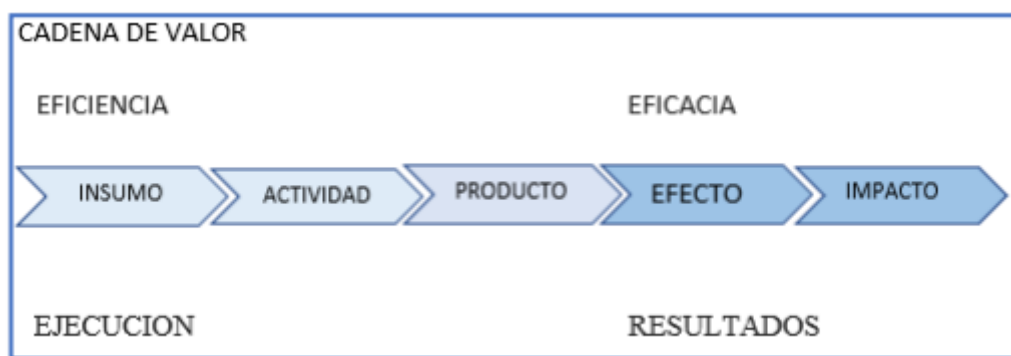 CADENA DE VALOR
EFICIENCIA EFICACIA
INSUMO ACTIVIDAD PRODUCTO EFECTO IMPACTO
EJECUCION RESULTADOS